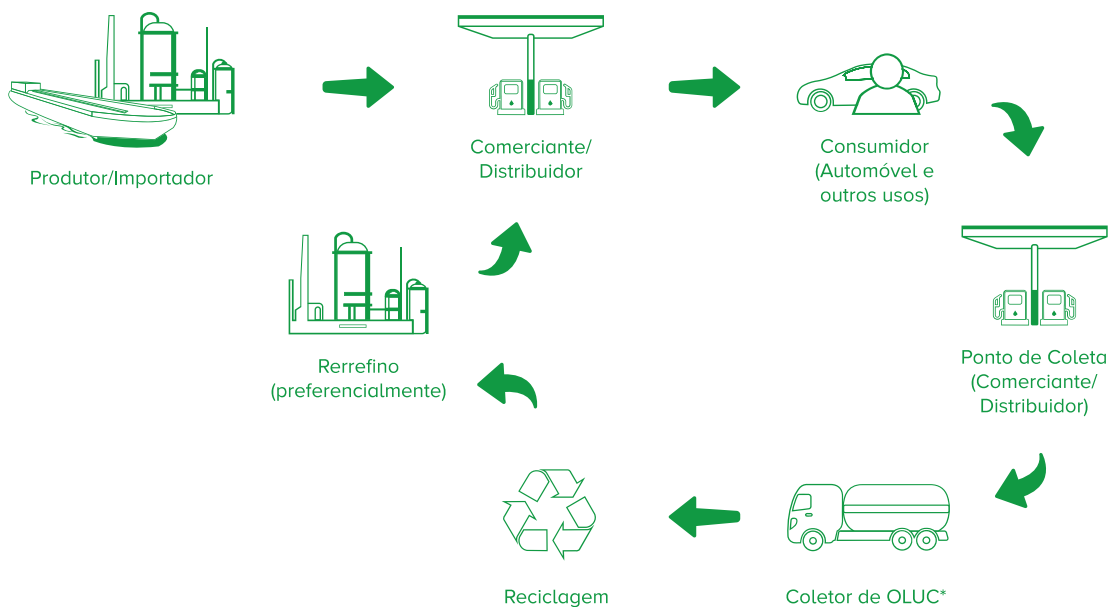 Produtor/Importador
Comerciante/
Distribuidor
Consumidor
(Automóvel e
outros usos)
Ponto de Coleta
(Comerciante/
Distribuidor)
Coletor de OLUC*
Reciclagem
Rerrefino
(preferencialmente)